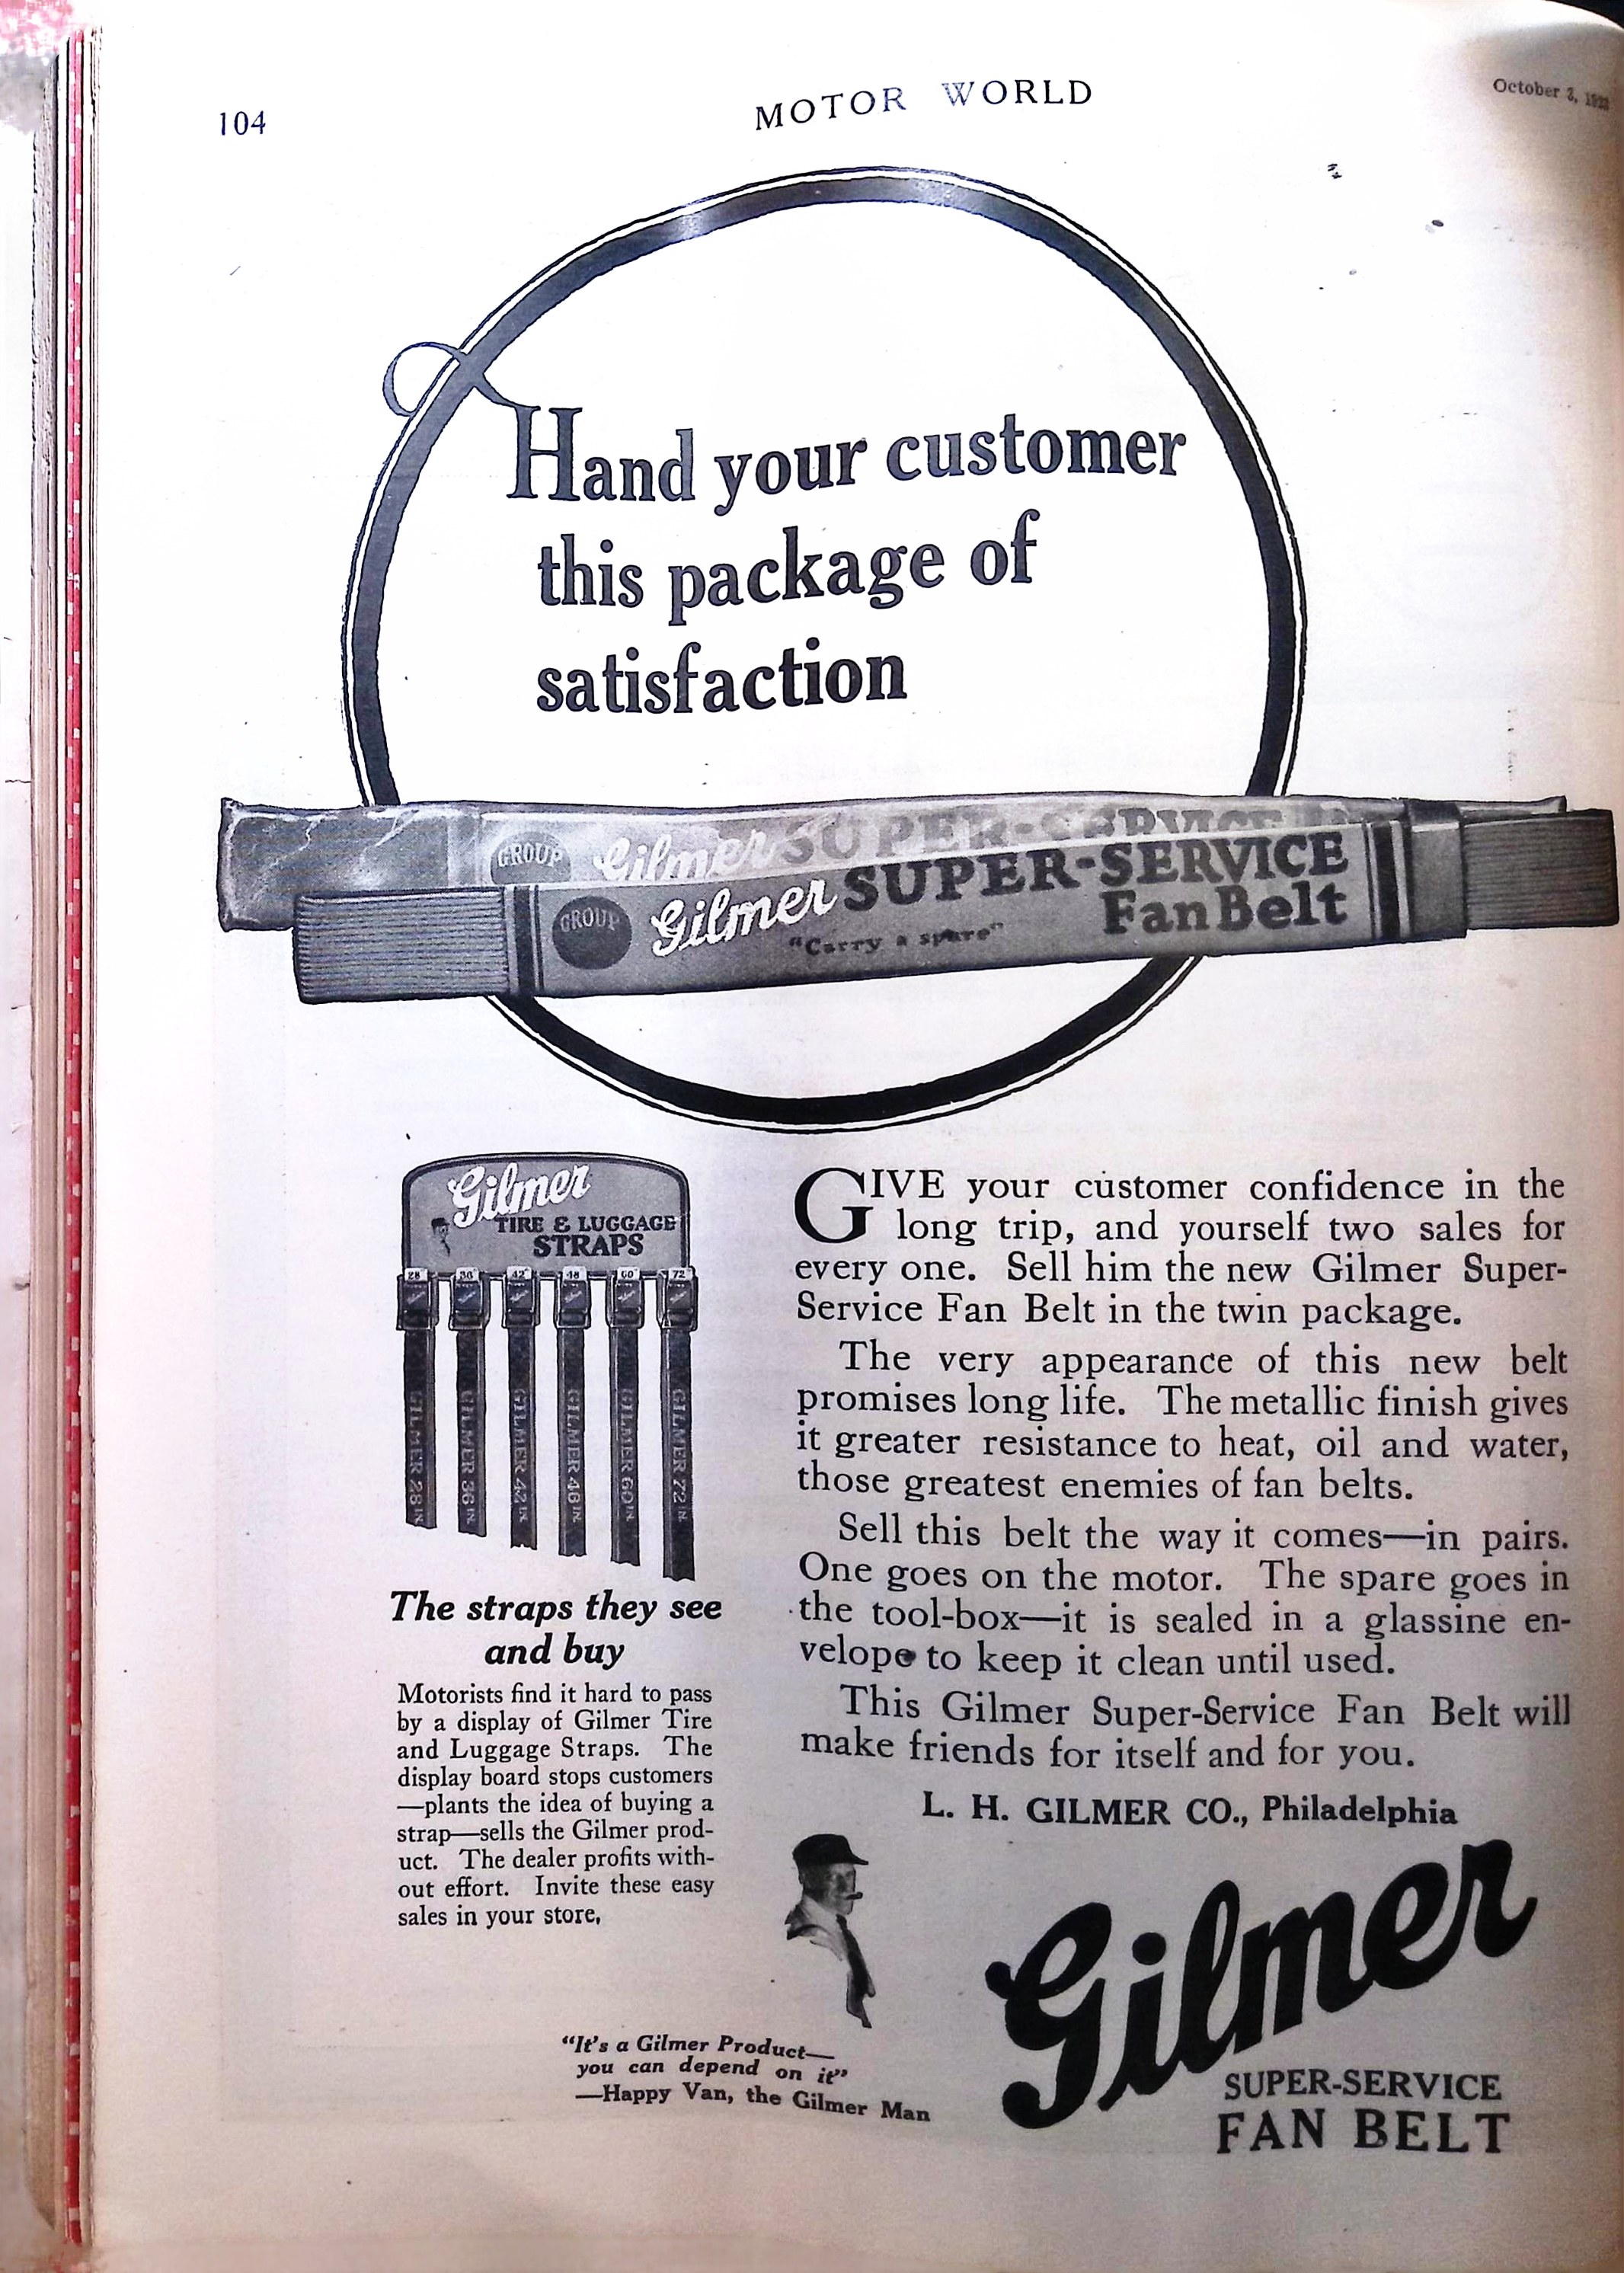 104
MOTOR WORLD
October 3,
Hand your customer
this package of
satisfaction
GROUP
Gilmer SUPER-SERVICE
GROUP
Gilmer SUPER-SERVICE
Fan Belt
"Carry a spare"
Gilmer
TIRE & LUGGAGE
STRAPS
28" 36" 42" 48 60" 72"
GILMER 28 IN.
GILMER 36 IN.
GILMER 42 IN.
GILMER 48 IN.
GILMER 60 IN.
GILMER 72 IN.
The straps they see
and buy
Motorists find it hard to pass
by a display of Gilmer Tire
and Luggage Straps. The
display board stops customers
—plants the idea of buying a
strap—sells the Gilmer prod-
uct. The dealer profits with-
out effort. Invite these easy
sales in your store.
GIVE your customer confidence in the
long trip, and yourself two sales for
every one. Sell him the new Gilmer Super-
Service Fan Belt in the twin package.
The very appearance of this new belt
promises long life. The metallic finish gives
it greater resistance to heat, oil and water,
those greatest enemies of fan belts.
Sell this belt the way it comes—in pairs.
One goes on the motor. The spare goes in
the tool-box—it is sealed in a glassine en-
velope to keep it clean until used.
This Gilmer Super-Service Fan Belt will
make friends for itself and for you.
L. H. GILMER CO., Philadelphia
"It's a Gilmer Product—
you can depend on it"
—Happy Van, the Gilmer Man
Gilmer
SUPER-SERVICE
FAN BELT